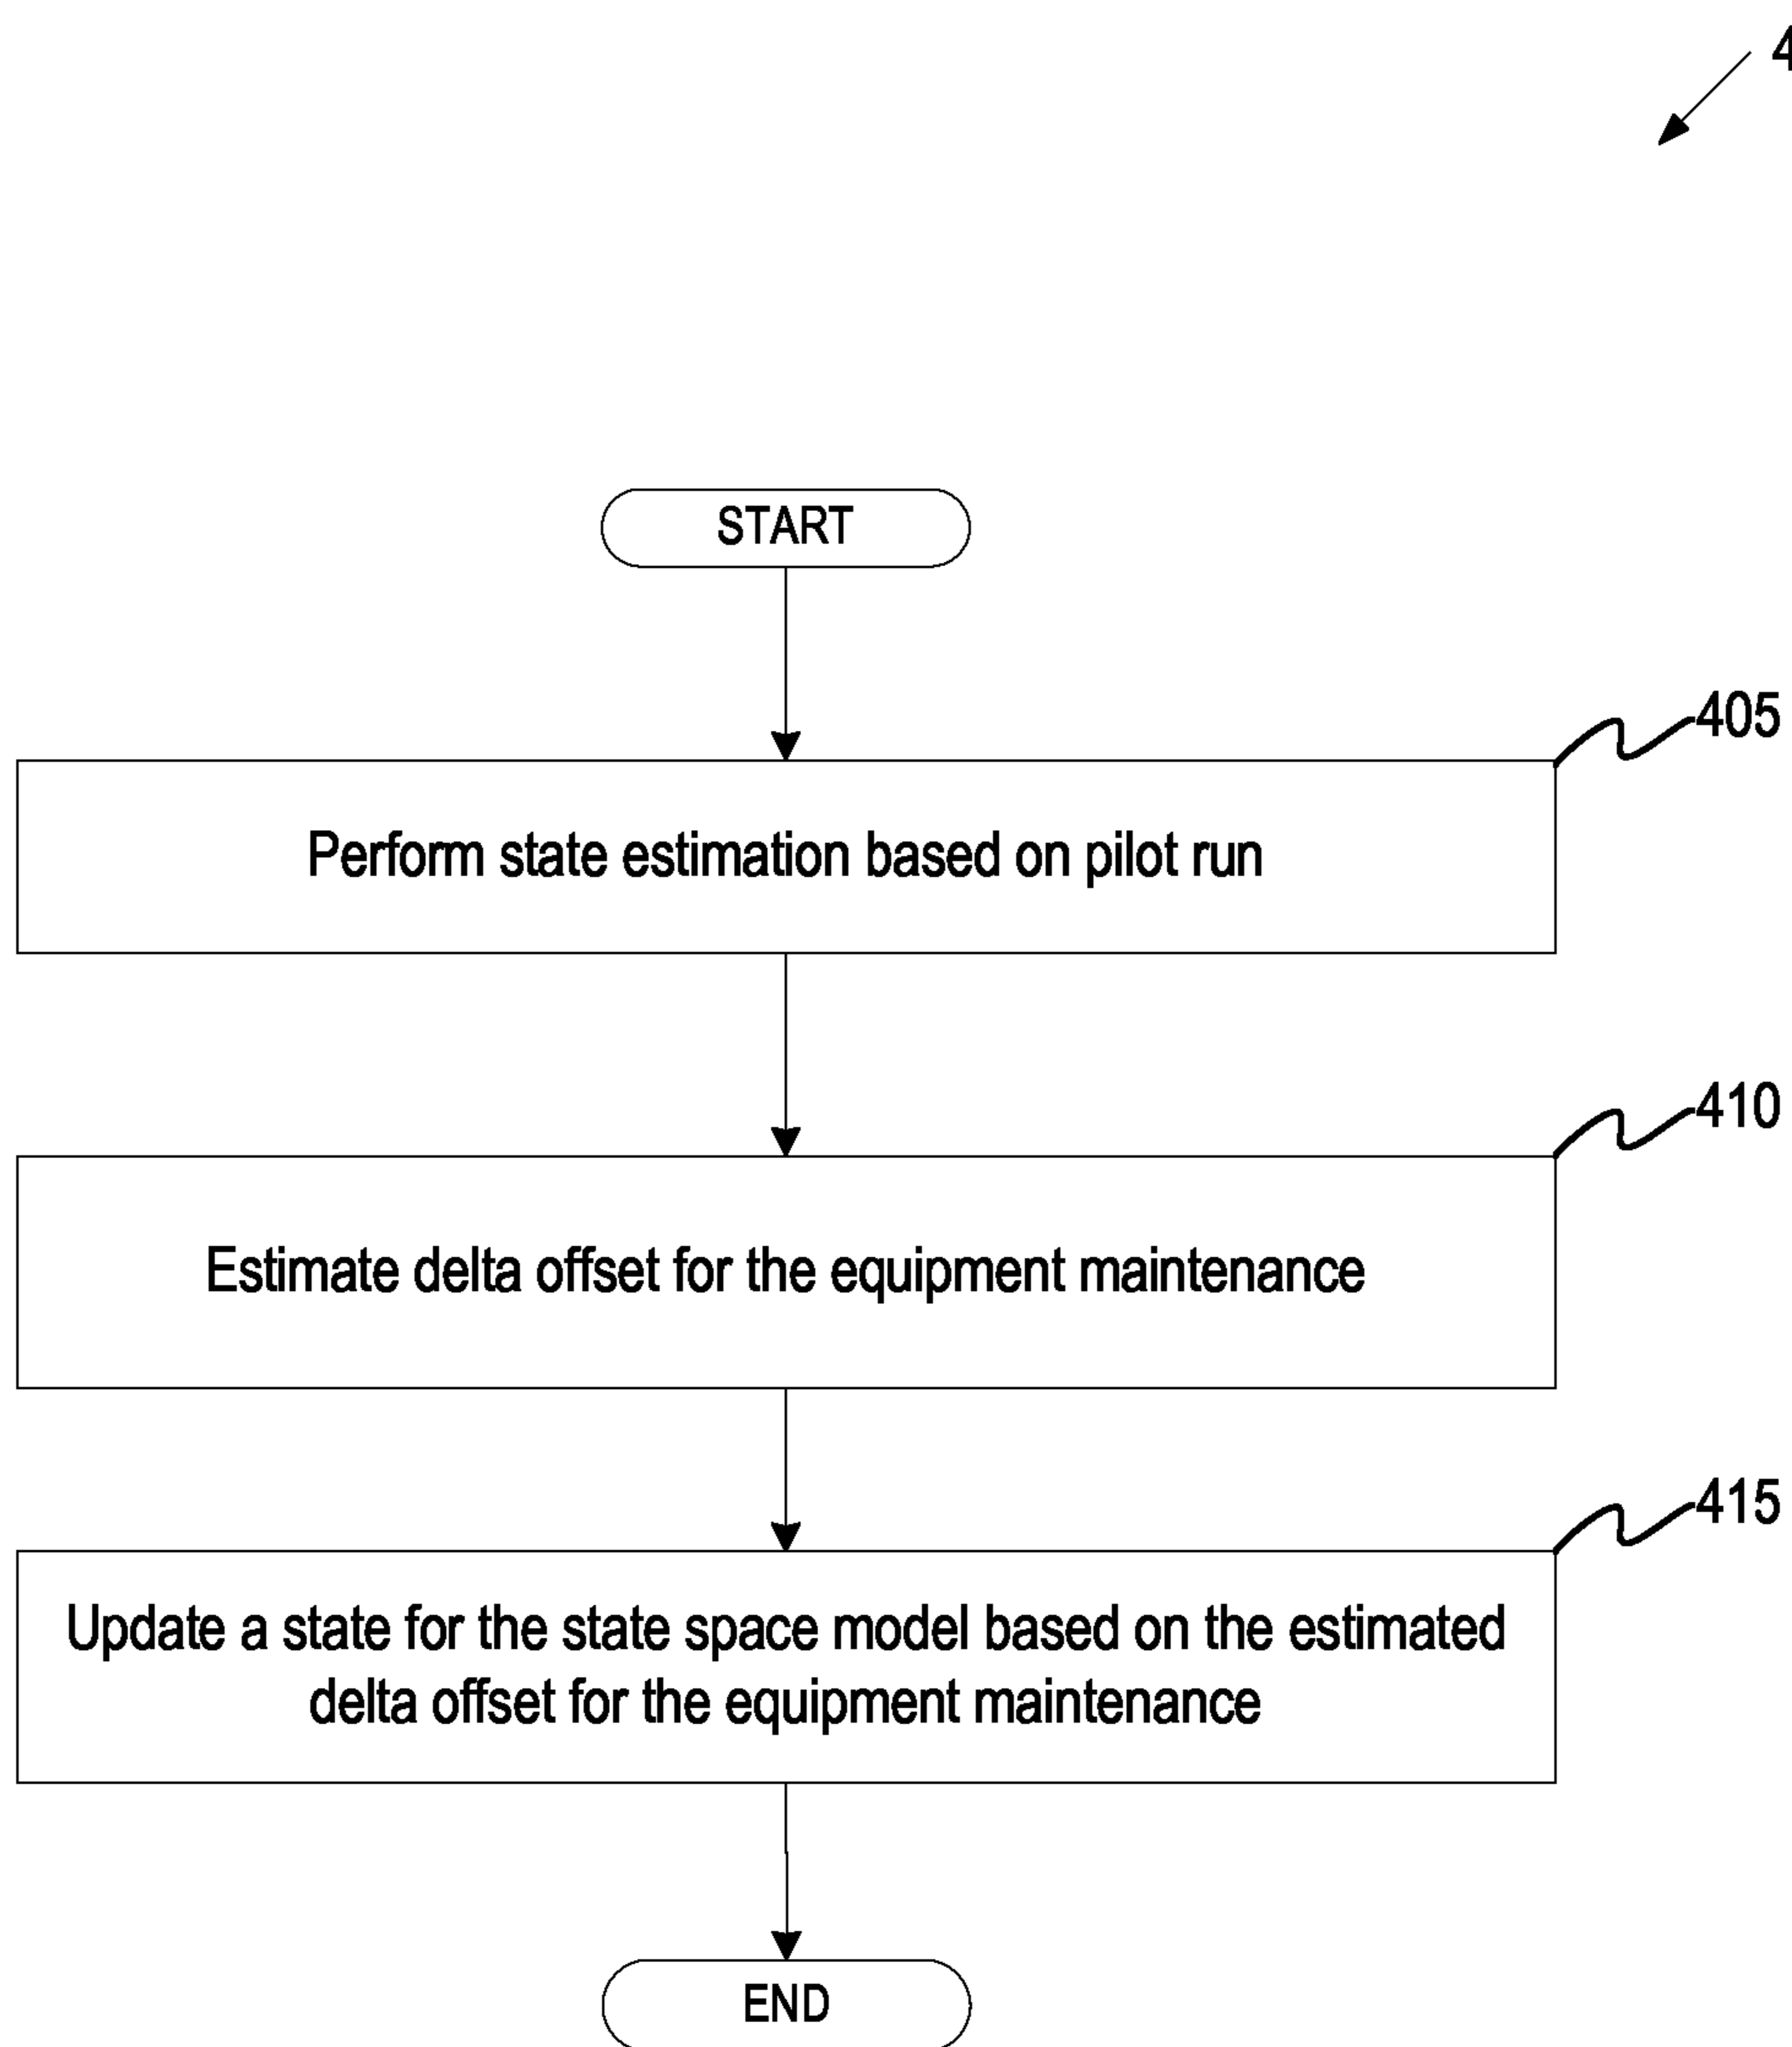 4
START
405
Perform state estimation based on pilot run
410
Estimate delta offset for the equipment maintenance
415
Update a state for the state space model based on the estimated
delta offset for the equipment maintenance
END